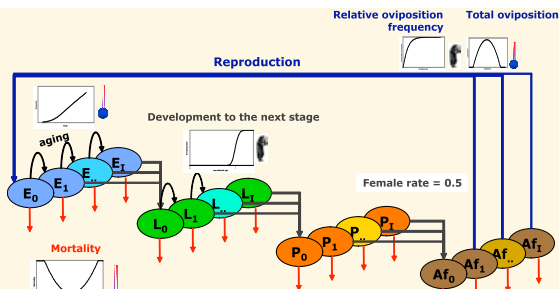 Relative oviposition
frequency
Total oviposition
Reproduction
Development to the next stage
aging
E0
E1
E..
EI
L0
L1
L..
LI
Female rate = 0.5
P0
P1
P..
PI
Af0
Af1
Af..
AfI
Mortality